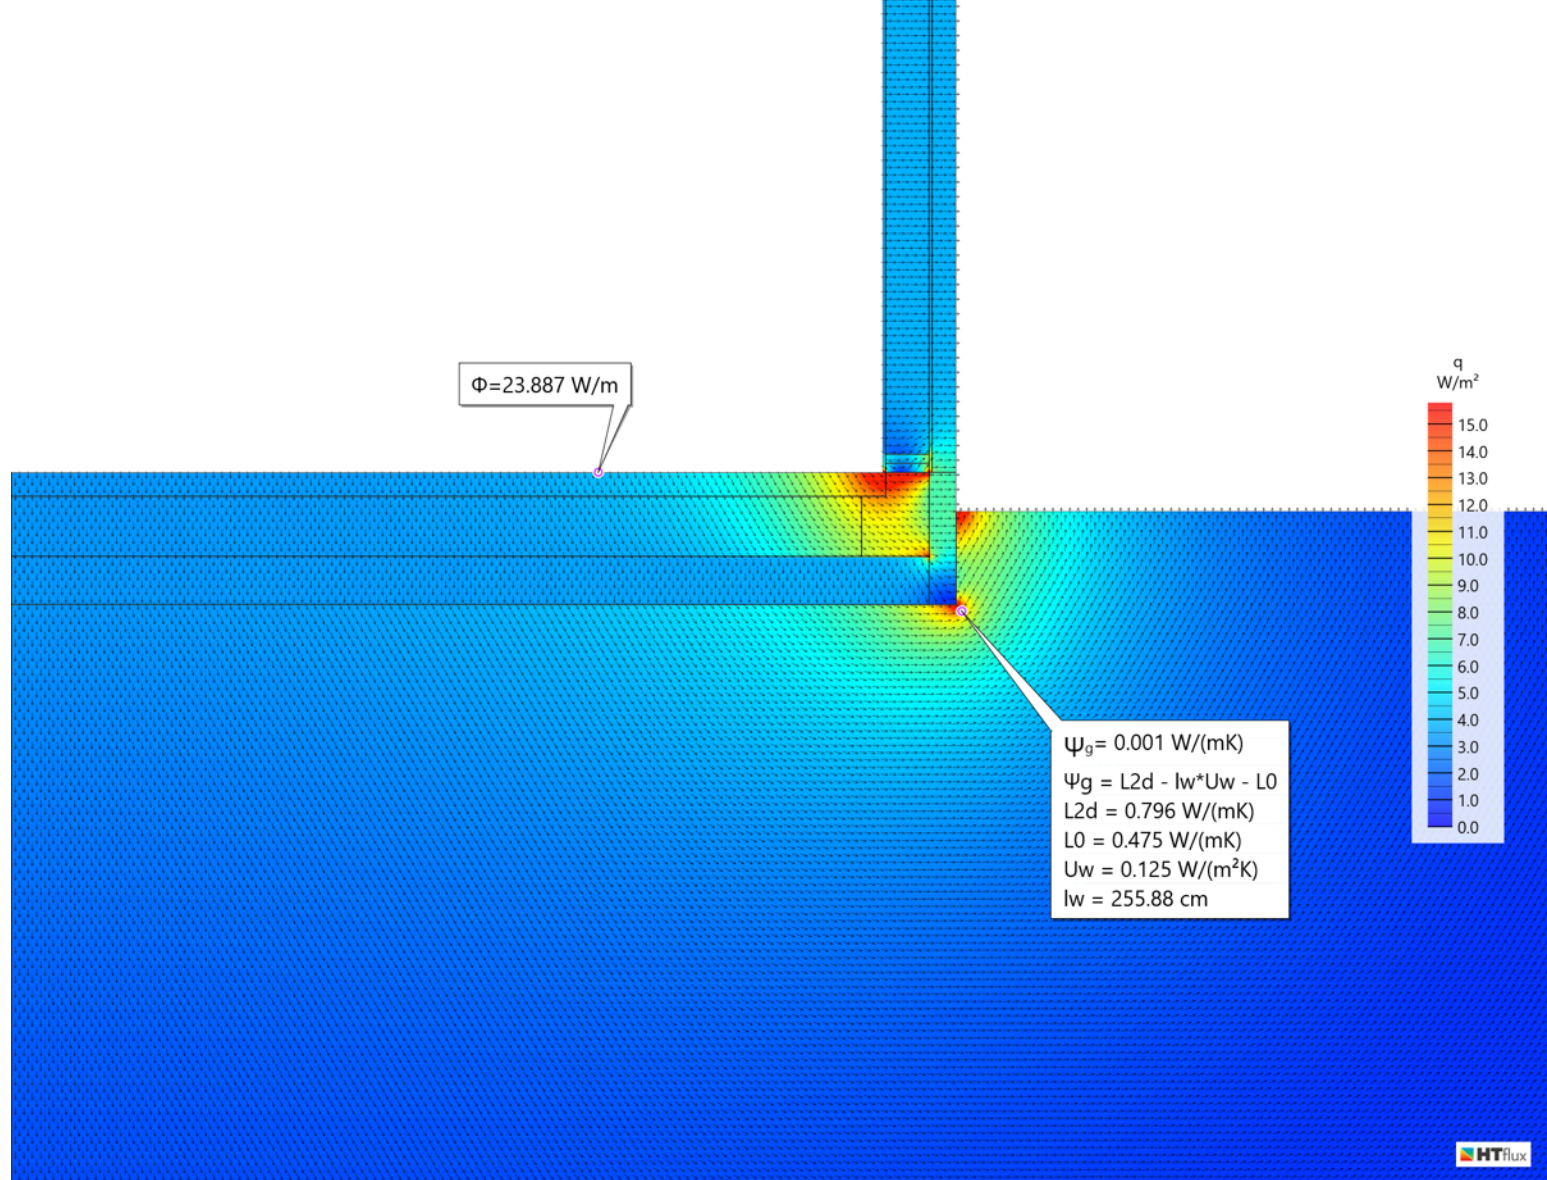 Φ=23.887 W/m
q
W/m²
15.0
14.0
13.0
12.0
11.0
10.0
9.0
8.0
7.0
6.0
5.0
4.0
3.0
2.0
1.0
0.0
Ψg= 0.001 W/(mK)
Ψg = L2d - lw*Uw - L0
L2d = 0.796 W/(mK)
L0 = 0.475 W/(mK)
Uw = 0.125 W/(m²K)
lw = 255.88 cm
HTflux